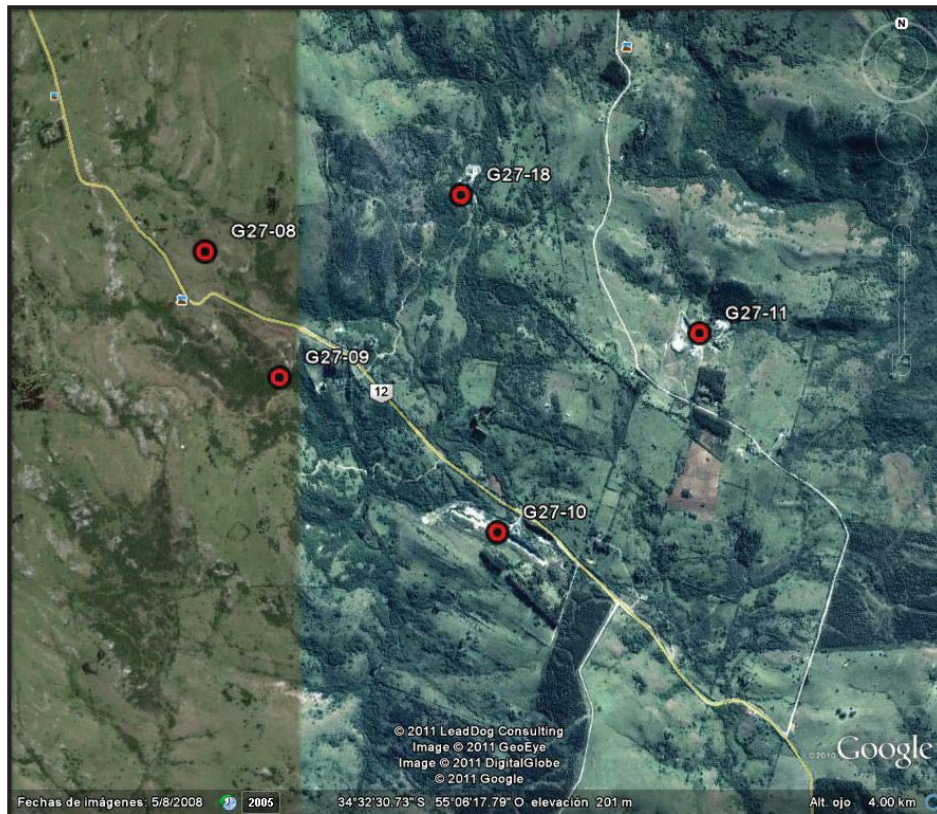 N
G27-18
G27-08
G27-11
G27-09
12
G27-10
© 2011 LeadDog Consulting
Image © 2011 GeoEye
Image © 2011 DigitalGlobe
© 2011 Google
©2010 Google
Fechas de imágenes: 5/8/2008 2005 34°32'30.73" S 55°06'17.79" O elevación 201 m Alt. ojo 4.00 km